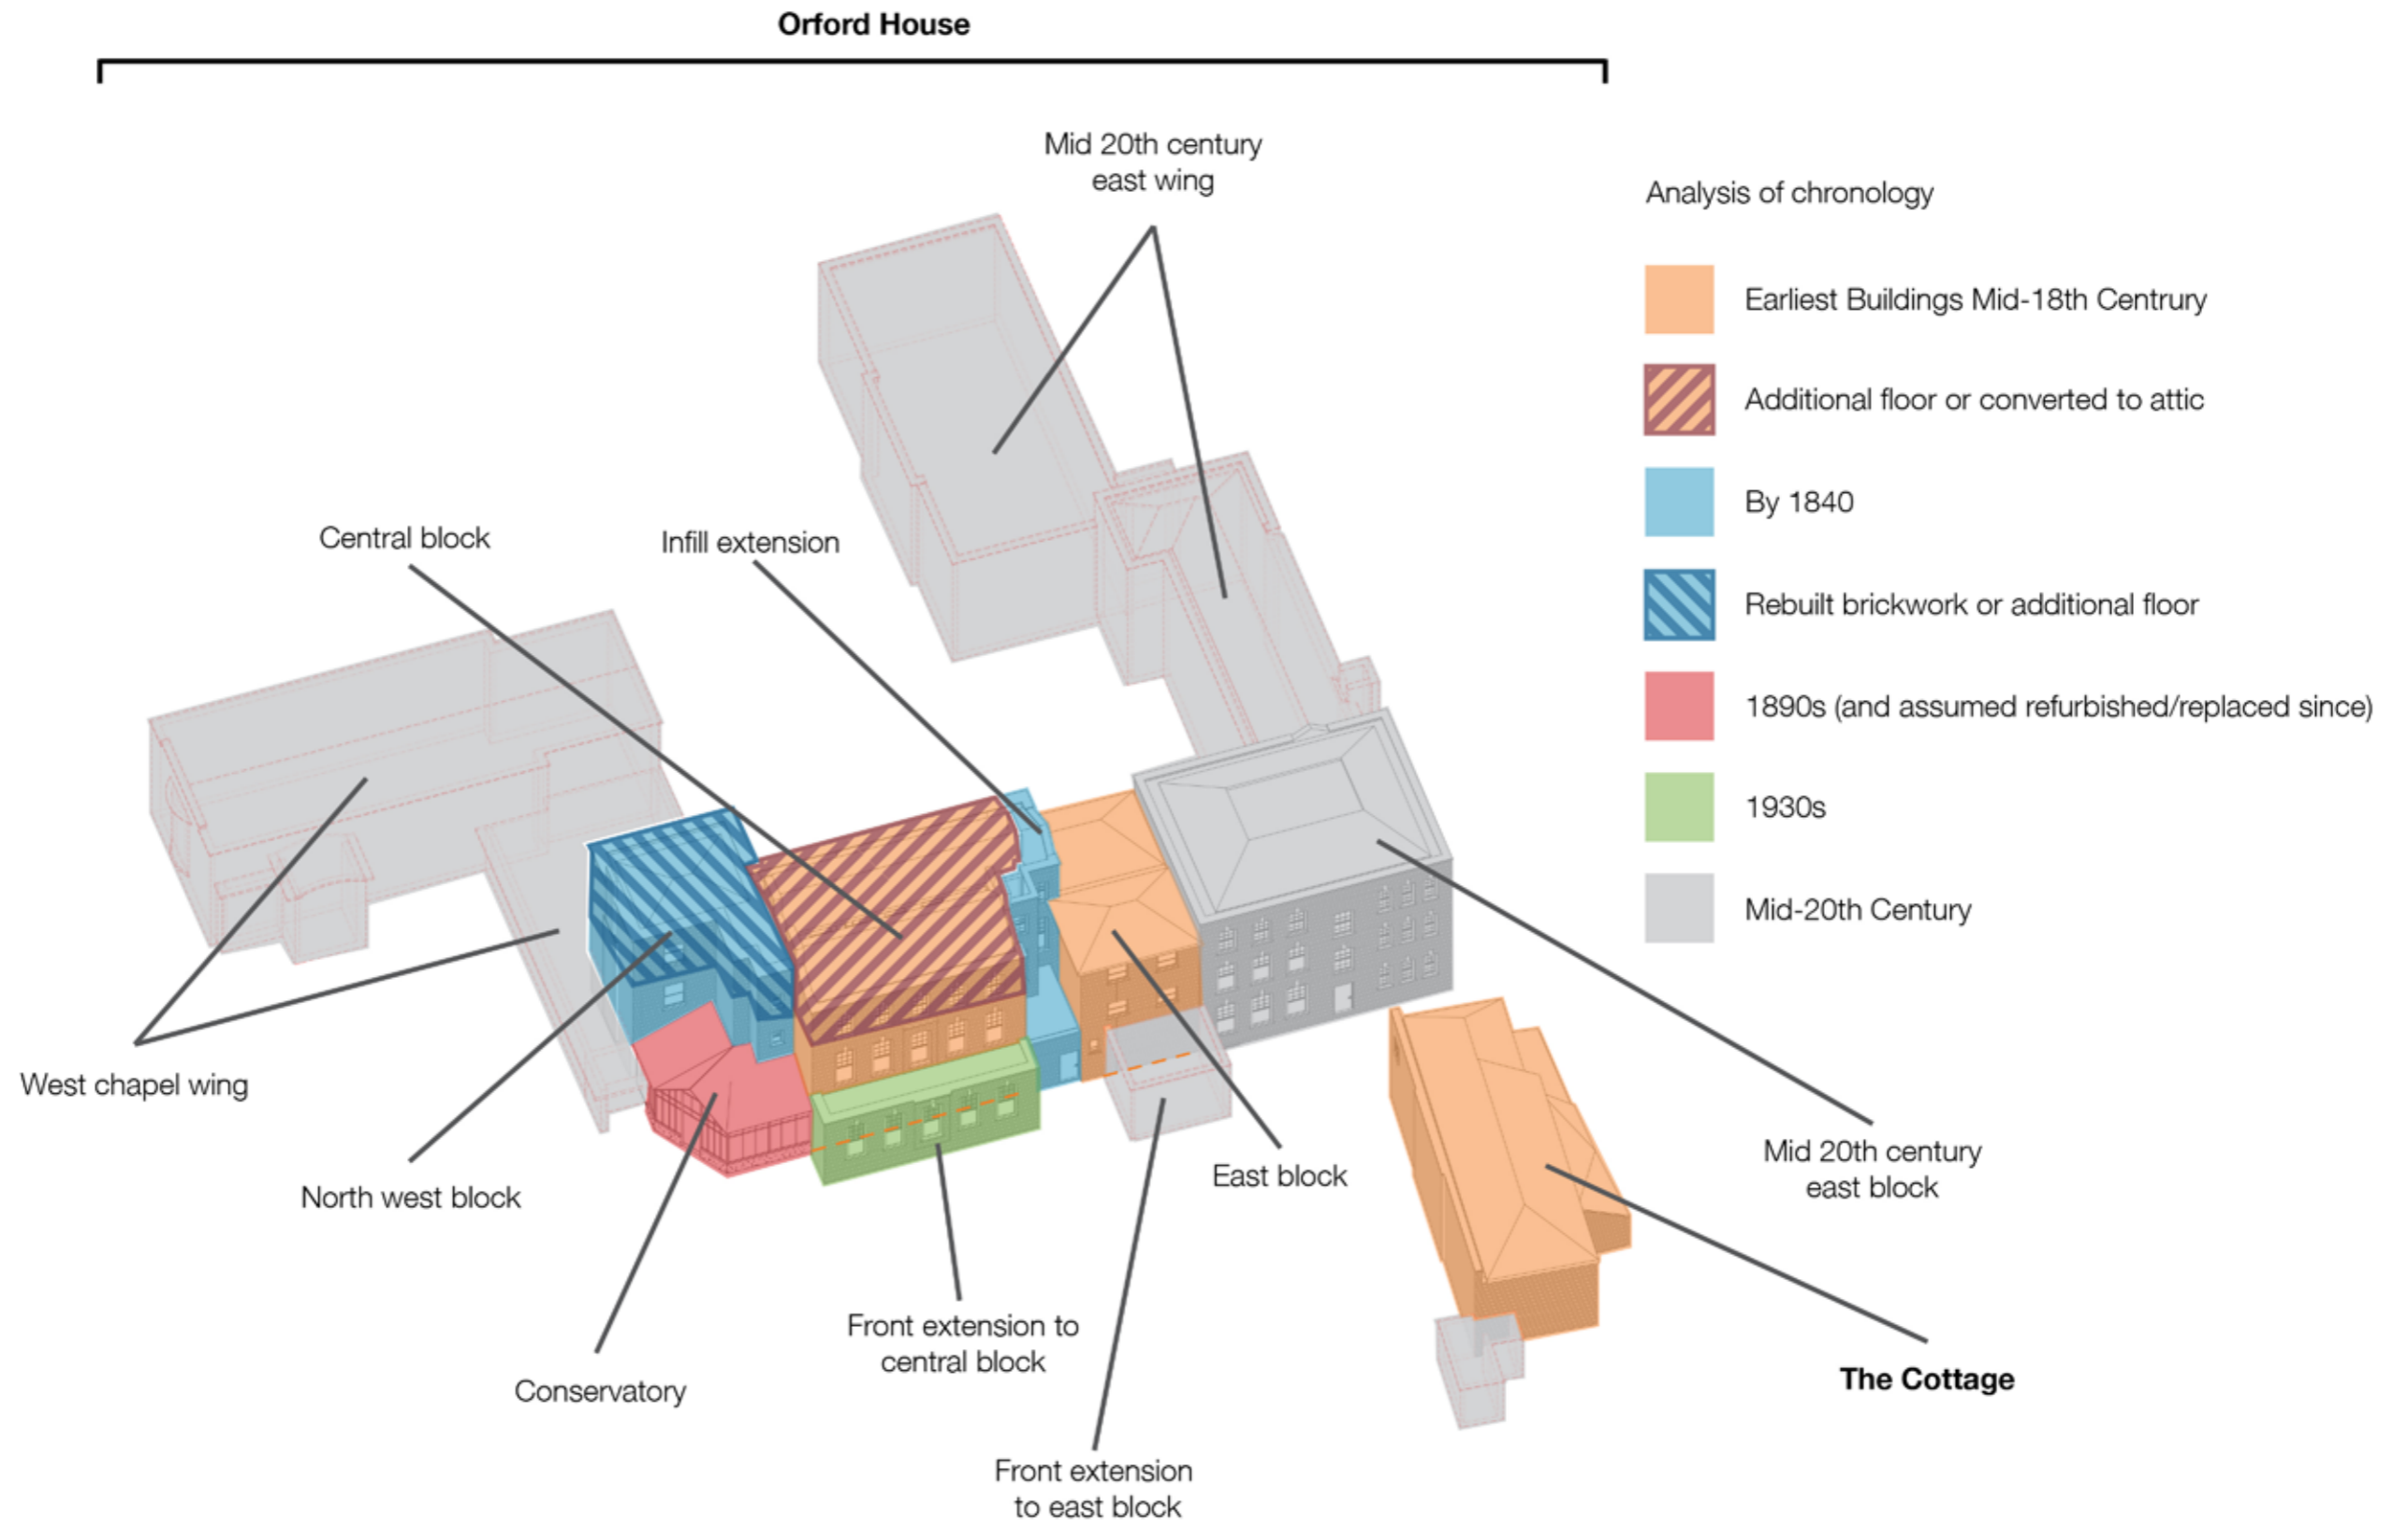 Orford House
Mid 20th century
east wing
Analysis of chronology
Earliest Buildings Mid-18th Centrury
Additional floor or converted to attic
By 1840
Rebuilt brickwork or additional floor
1890s (and assumed refurbished/replaced since)
1930s
Mid-20th Century
Central block
Infill extension
West chapel wing
North west block
Conservatory
Front extension to
central block
Front extension
to east block
East block
Mid 20th century
east block
The Cottage